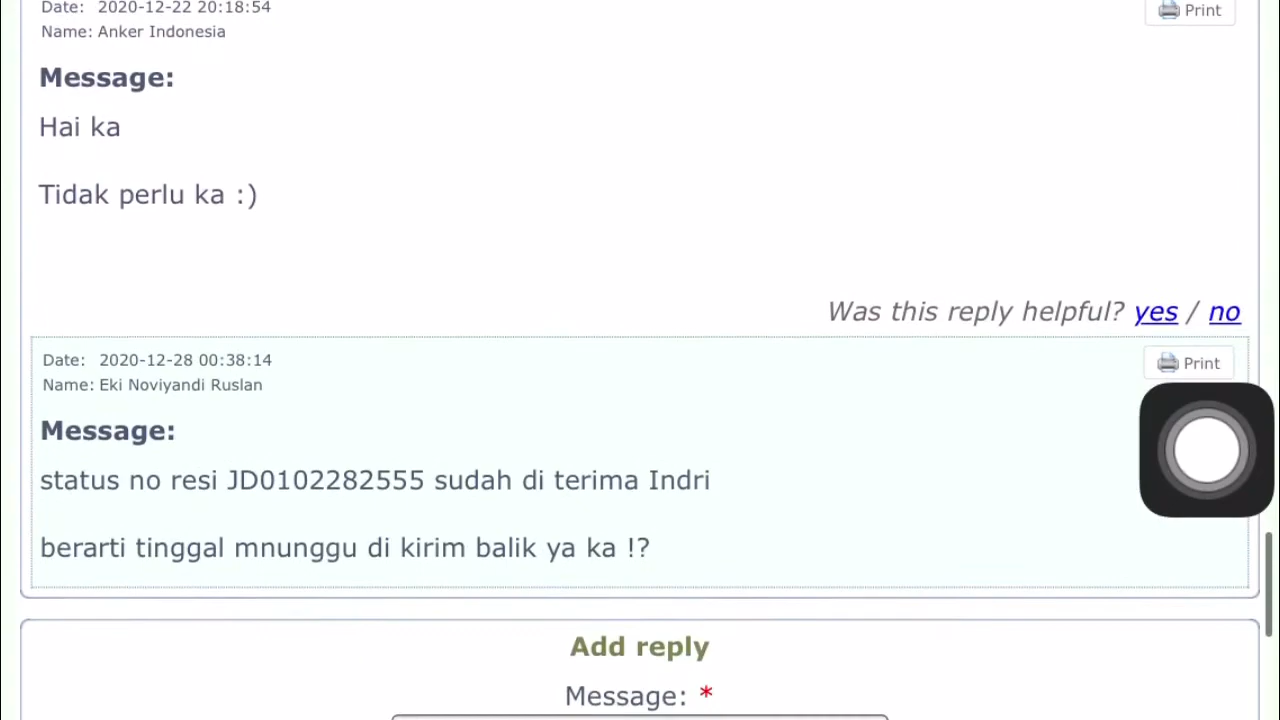 Date: 2020-12-22 20:18:54
Print
Name: Anker Indonesia
Message:
Hai ka
Tidak perlu ka :)
Was this reply helpful? yes / no
Date: 2020-12-28 00:38:14
Print
Name: Eki Noviyandi Ruslan
Message:
status no resi JD0102282555 sudah di terima Indri
berarti tinggal mnunggu di kirim balik ya ka !?
Add reply
Message: *